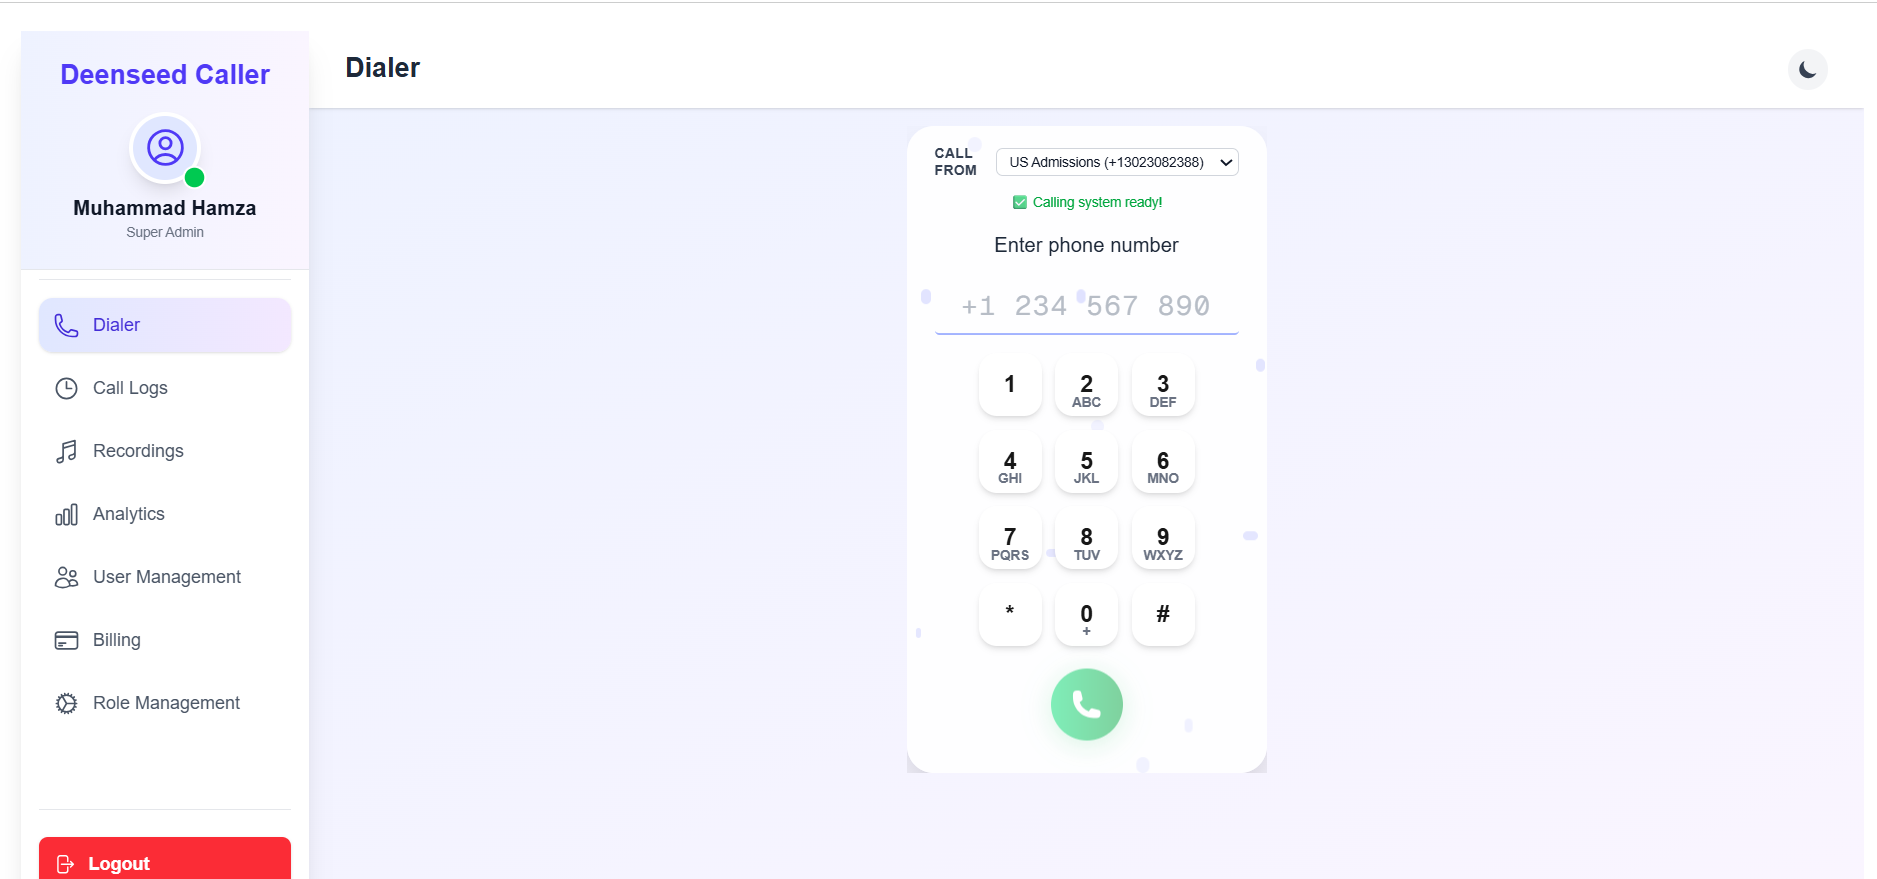 Deenseed Caller
Muhammad Hamza
Super Admin
Dialer
Call Logs
Recordings
Analytics
User Management
Billing
Role Management
Logout
Dialer
CALL
FROM
US Admissions (+13023082388)
Calling system ready!
Enter phone number
+1 234 567 890
1
2
ABC
3
DEF
4
GHI
5
JKL
6
MNO
7
PQRS
8
TUV
9
WXYZ
*
0
+
#